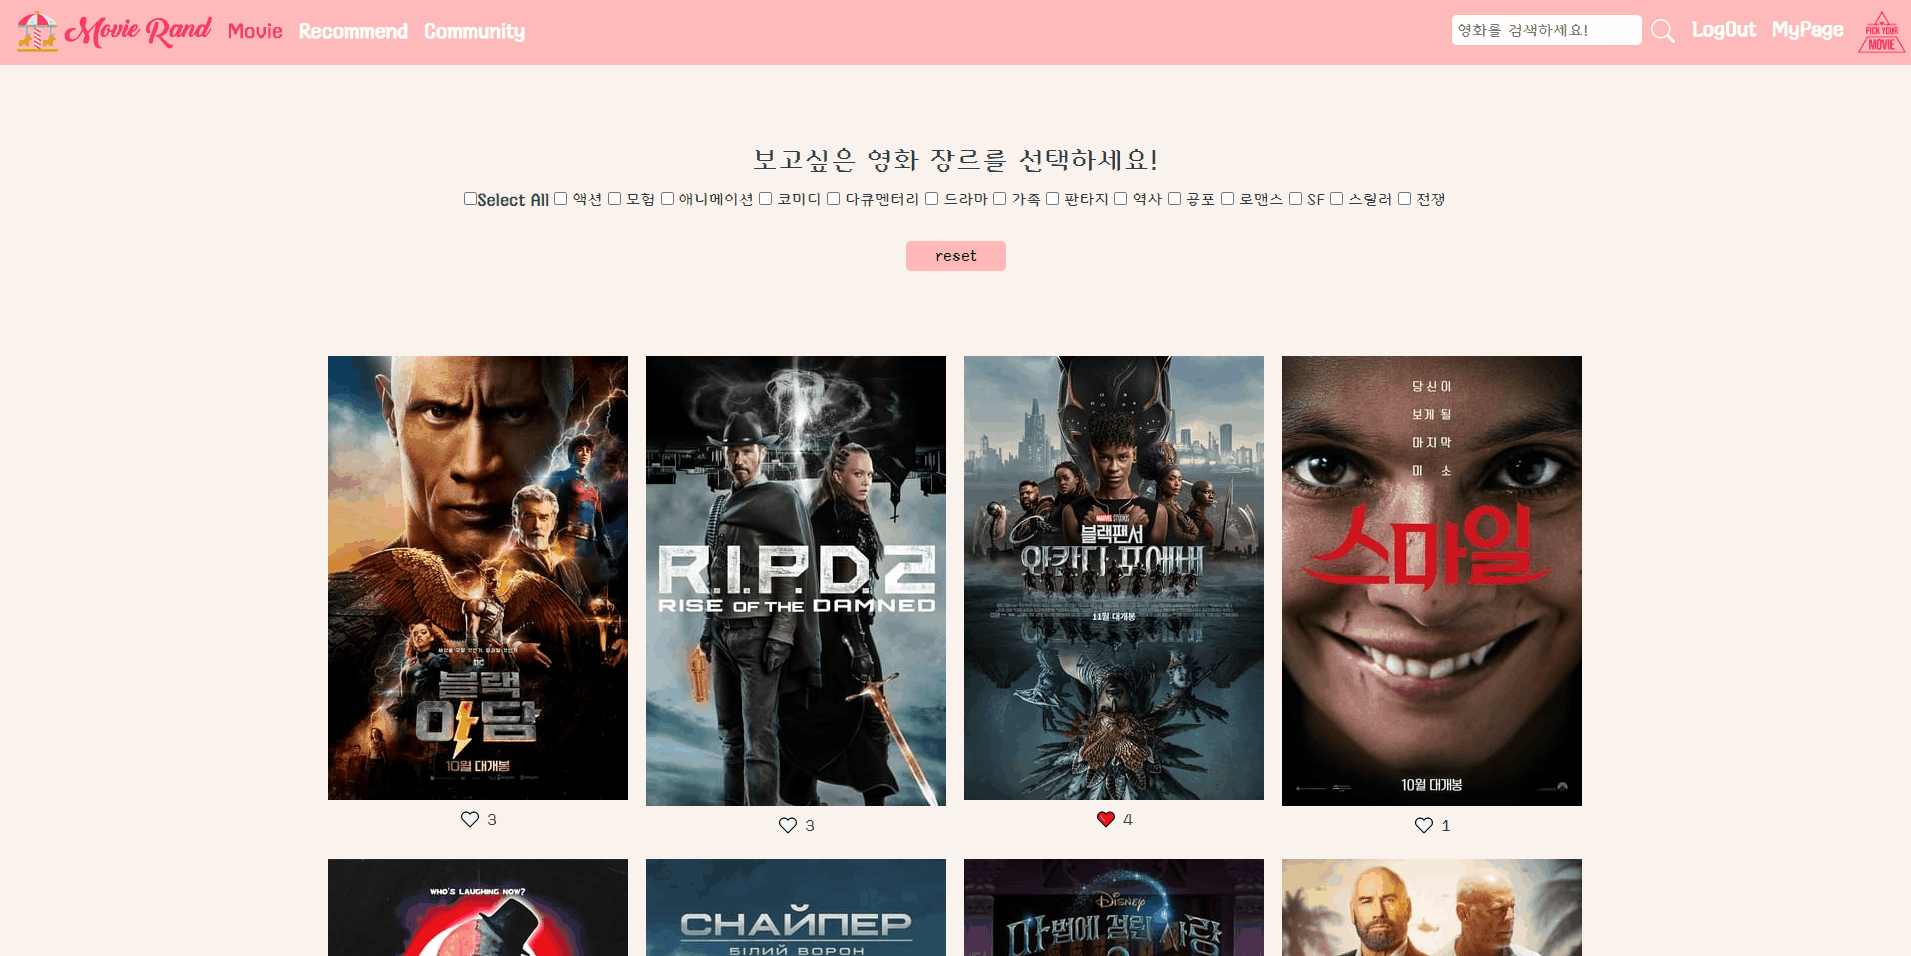 Movie Rand Movie Recommend Community 영화를 검색하세요! LogOut MyPage PICK YOUR MOVIE
보고싶은 영화 장르를 선택하세요!
Select All 액션 모험 애니메이션 코미디 다큐멘터리 드라마 가족 판타지 역사 공포 로맨스 SF 스릴러 전쟁
reset
DC
블랙
아담
10월 대개봉
R.I.P.D.2
RISE OF THE DAMNED
MARVEL STUDIOS
블랙팬서
와칸다 포에버
11월 대개봉
당신이
보게 될
마지막
미 소
스마일
10월 대개봉
3
3
4
1
WHO'S LAUGHING NOW?
СНАЙПЕР
БІЛИЙ ВОРОН
Disney
마법에 걸린 사랑